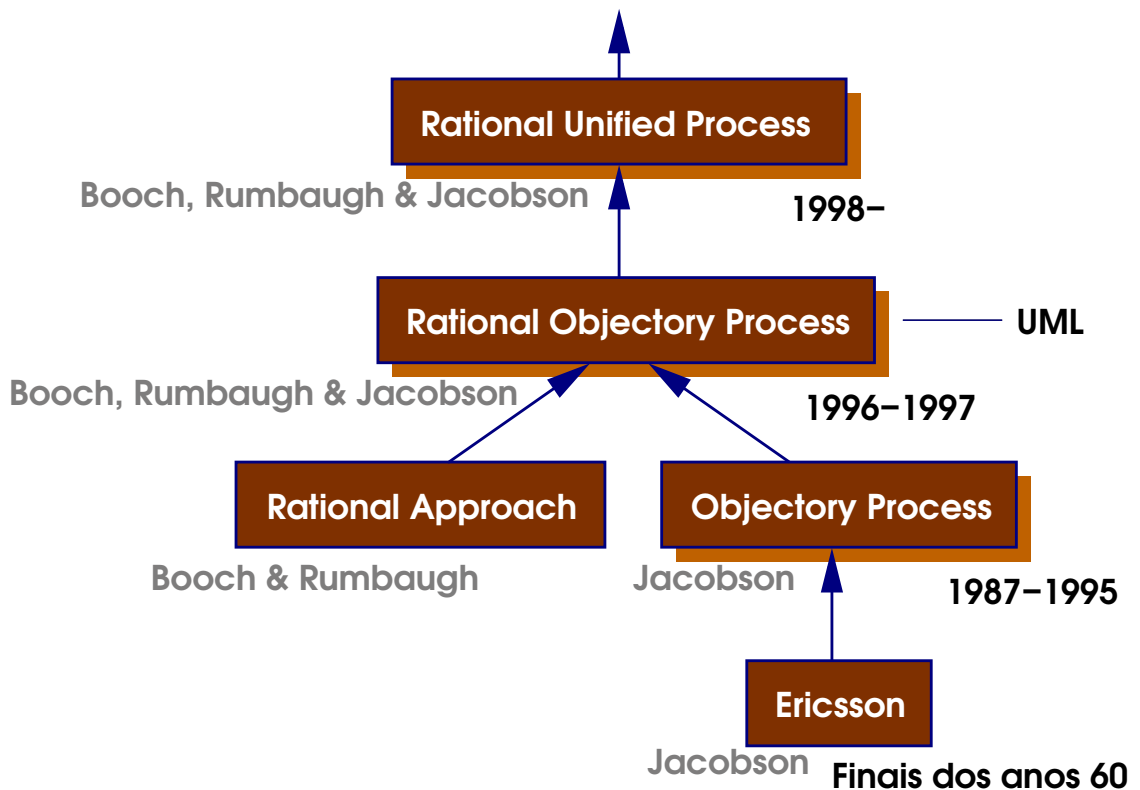 Rational Unified Process
Booch, Rumbaugh & Jacobson
1998–
Rational Objectory Process
UML
Booch, Rumbaugh & Jacobson
1996–1997
Rational Approach
Objectory Process
Booch & Rumbaugh
Jacobson
1987–1995
Ericsson
Jacobson
Finais dos anos 60